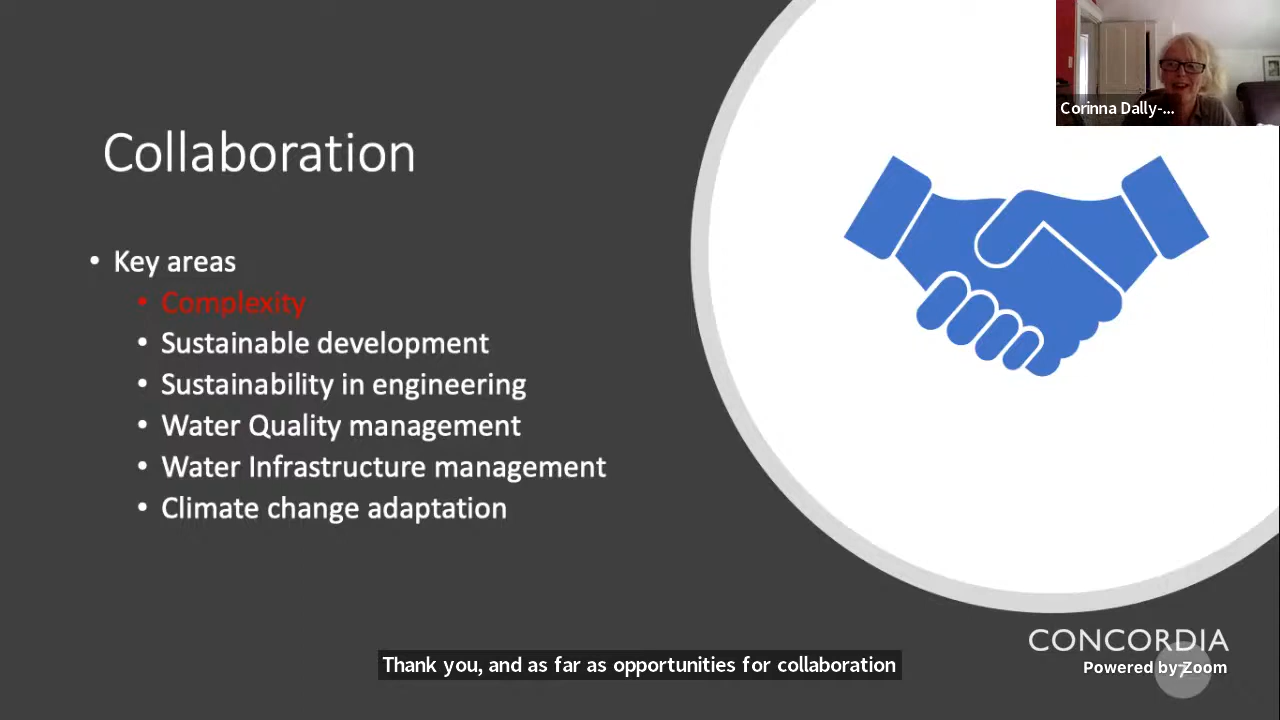 Corinna Dally-...
Collaboration
• Key areas
• Complexity
• Sustainable development
• Sustainability in engineering
• Water Quality management
• Water Infrastructure management
• Climate change adaptation
CONCORDIA
Powered by Zoom
7
Thank you, and as far as opportunities for collaboration